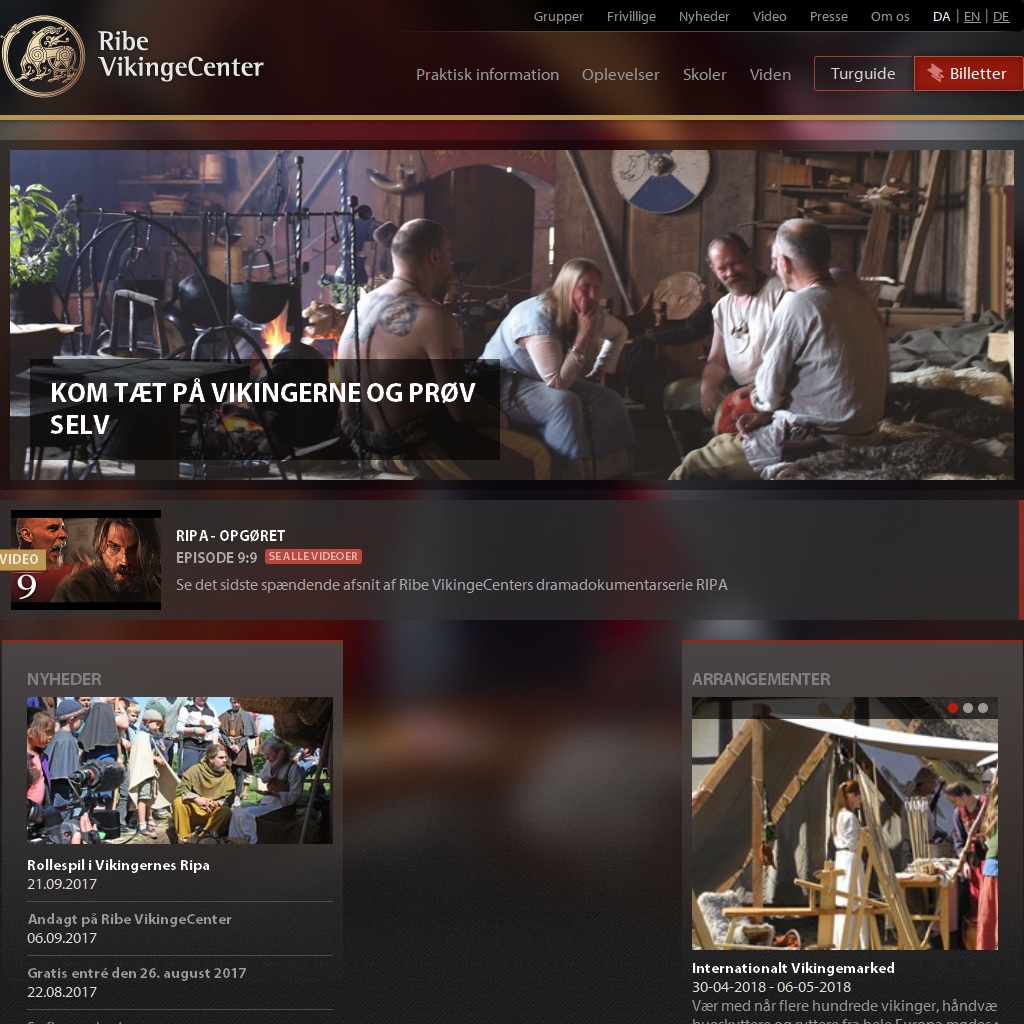 Grupper Frivillige Nyheder Video Presse Om os DA | EN | DE
Ribe
VikingeCenter
Praktisk information Oplevelser Skoler Viden Turguide Billetter
KOM TÆT PÅ VIKINGERNE OG PRØV
SELV
RIPA - OPGØRET
VIDEO
9
EPISODE 9:9 SE ALLE VIDEOER
Se det sidste spændende afsnit af Ribe VikingeCenters dramadokumentarserie RIPA
NYHEDER
Rollespil i Vikingernes Ripa
21.09.2017
Andagt på Ribe VikingeCenter
06.09.2017
Gratis entré den 26. august 2017
22.08.2017
ARRANGEMENTER
Internationalt Vikingemarked
30-04-2018 - 06-05-2018
Vær med når flere hundrede vikinger, håndvæ